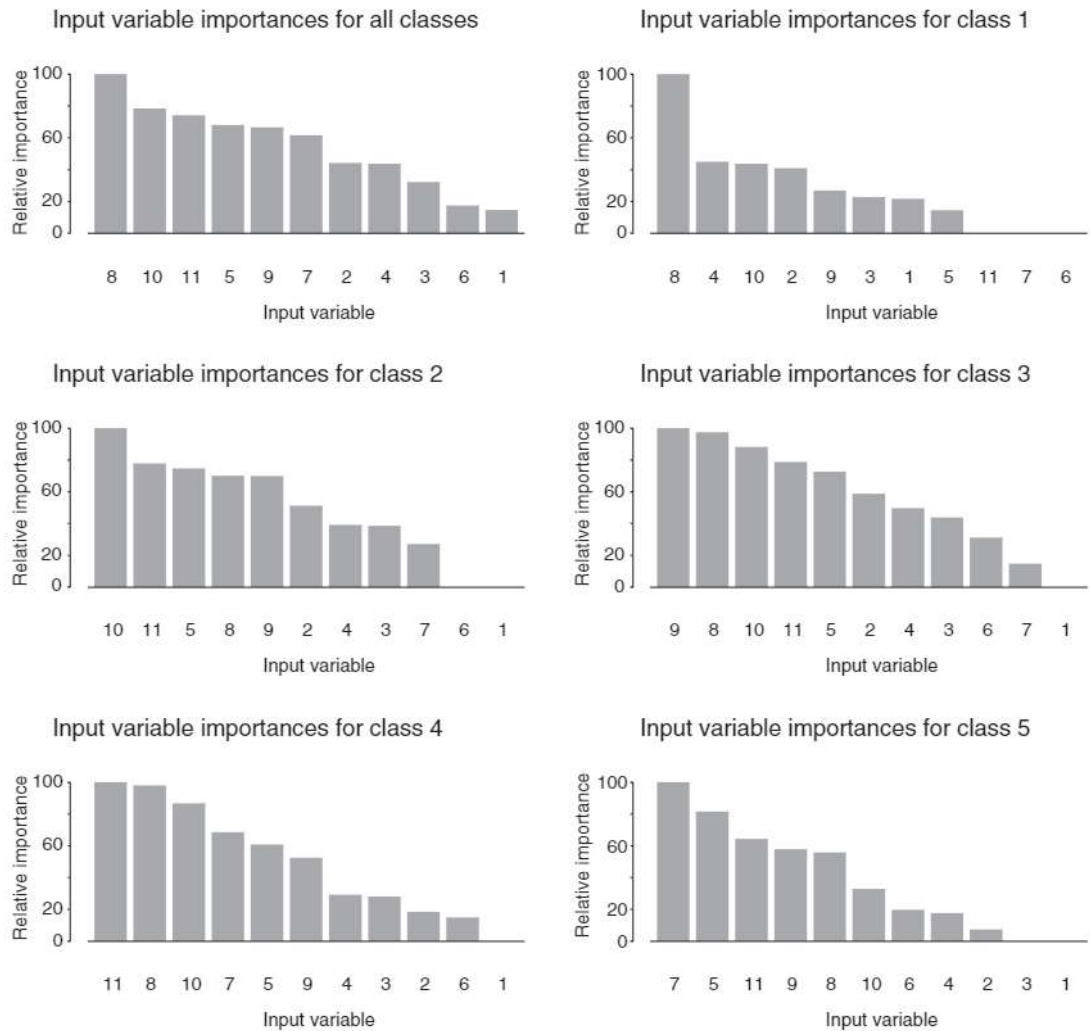 Input variable importances for all classes
Relative importance
100
60
20
0
8 10 11 5 9 7 2 4 3 6 1
Input variable
Input variable importances for class 1
Relative importance
100
60
20
0
8 4 10 2 9 3 1 5 11 7 6
Input variable
Input variable importances for class 2
Relative importance
100
60
20
0
10 11 5 8 9 2 4 3 7 6 1
Input variable
Input variable importances for class 3
Relative importance
100
60
20
0
9 8 10 11 5 2 4 3 6 7 1
Input variable
Input variable importances for class 4
Relative importance
100
60
20
0
11 8 10 7 5 9 4 3 2 6 1
Input variable
Input variable importances for class 5
Relative importance
100
60
20
0
7 5 11 9 8 10 6 4 2 3 1
Input variable